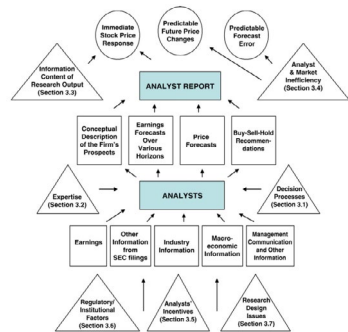 Immediate
Stock Price
Response
Predictable
Future Price
Changes
Predictable
Forecast
Error
Information
Content of
Research Output
(Section 3.3)
Analyst
& Market
Inefficiency
(Section 3.4)
ANALYST REPORT
Conceptual
Description
of the Firm's
Prospects
Earnings
Forecasts
Over
Various
Horizons
Price
Forecasts
Buy-Sell-Hold
Recommen-
dations
Expertise
(Section 3.2)
ANALYSTS
Decision
Processes
(Section 3.1)
Earnings
Other
Information
from
SEC filings
Industry
Information
Macro-
economic
Information
Management
Communication
and Other
Information
Regulatory/
Institutional
Factors
(Section 3.6)
Analysts'
Incentives
(Section 3.5)
Research
Design
Issues
(Section 3.7)